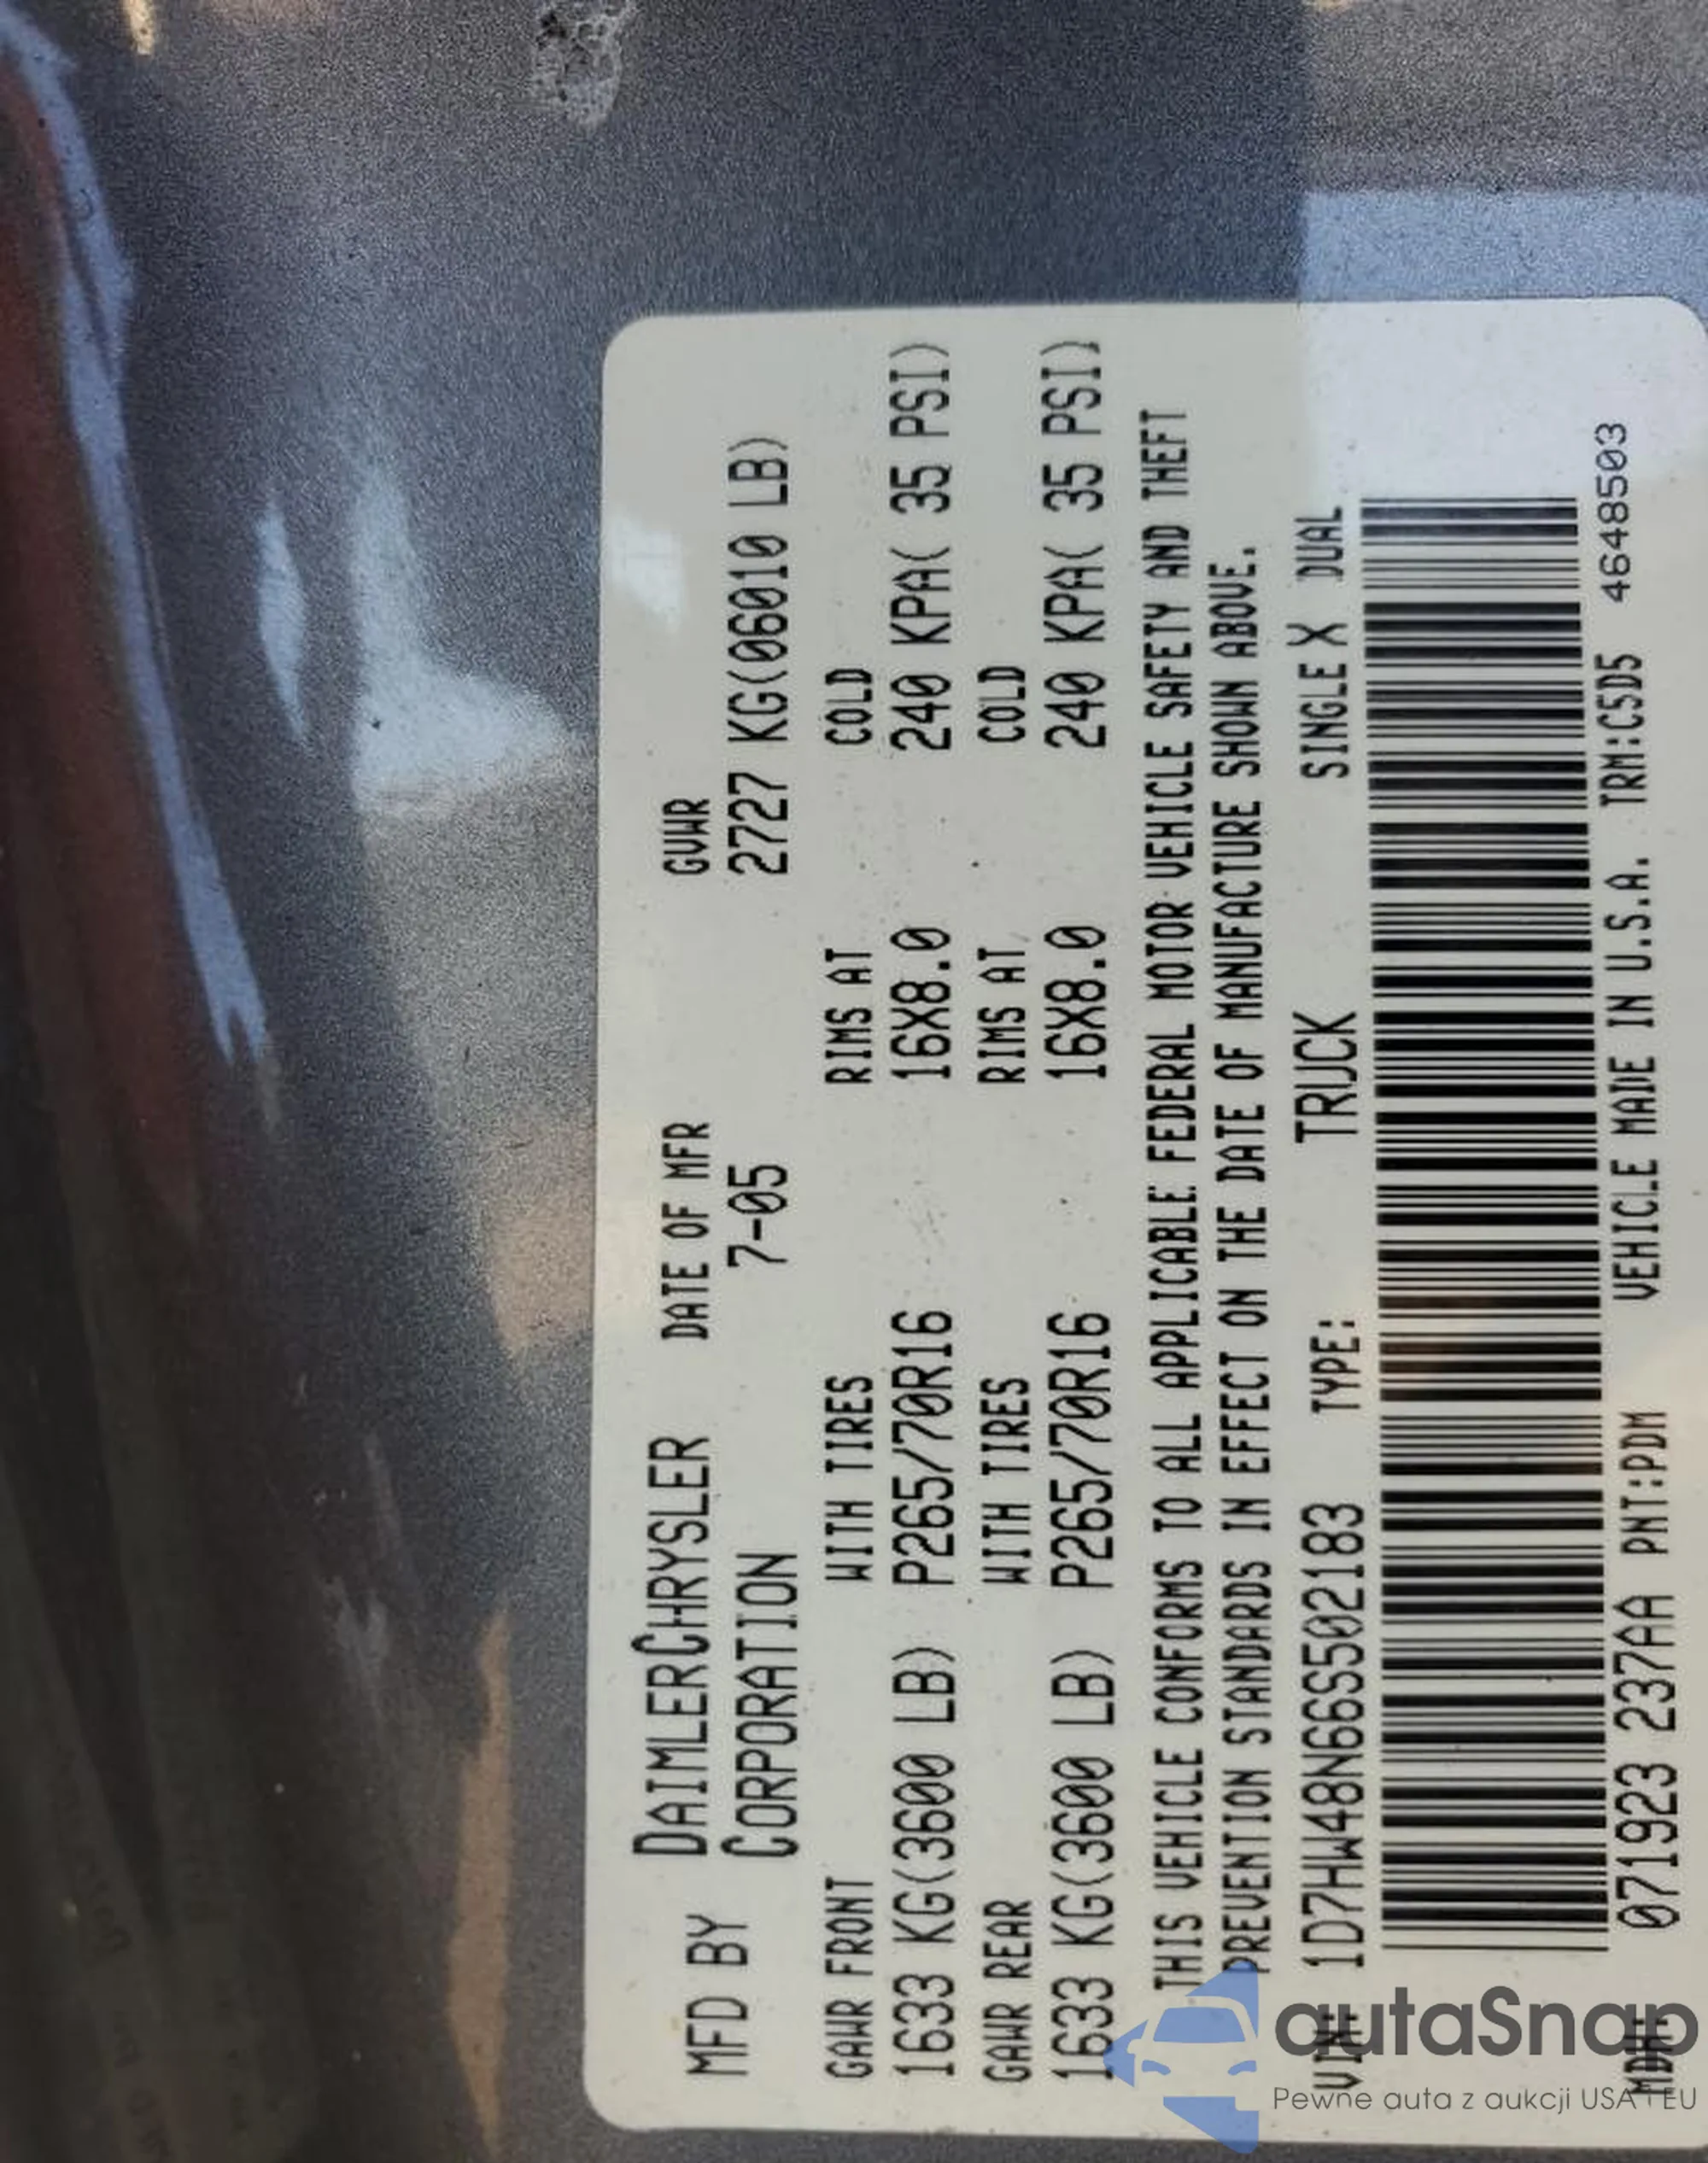 MFD BY DAIMLERCHRYSLER CORPORATION
DATE OF MFR 7-05
GVWR 2727 KG(06010 LB)
GAWR FRONT WITH TIRES RIMS AT COLD
1633 KG(3600 LB) P265/70R16 16X8.0 240 KPA( 35 PSI)
GAWR REAR WITH TIRES RIMS AT COLD
1633 KG(3600 LB) P265/70R16 16X8.0 240 KPA( 35 PSI)
THIS VEHICLE CONFORMS TO ALL APPLICABLE FEDERAL MOTOR VEHICLE SAFETY AND THEFT
PREVENTION STANDARDS IN EFFECT ON THE DATE OF MANUFACTURE SHOWN ABOVE.
VIN: 1D7HW48N66S502183 TYPE: TRUCK SINGLE X DUAL
MDH: 071923 237AA PNT:PDM VEHICLE MADE IN U.S.A. TRM:C5D5 4648503
autaSnap
Pewne auta z aukcji USA i EU